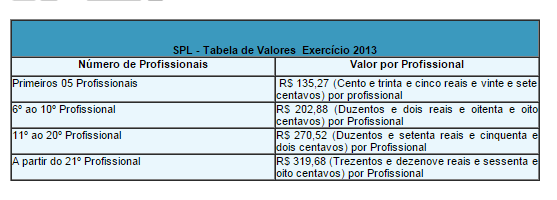 SPL - Tabela de Valores Exercício 2013
Número de Profissionais
Valor por Profissional
Primeiros 05 Profissionais
R$ 135,27 (Cento e trinta e cinco reais e vinte e sete
centavos) por profissional
6º ao 10º Profissional
R$ 202,88 (Duzentos e dois reais e oitenta e oito
centavos) por Profissional
11º ao 20º Profissional
R$ 270,52 (Duzentos e setenta reais e cinquenta e
dois centavos) por Profissional
A partir do 21º Profissional
R$ 319,68 (Trezentos e dezenove reais e sessenta e
oito centavos) por Profissional